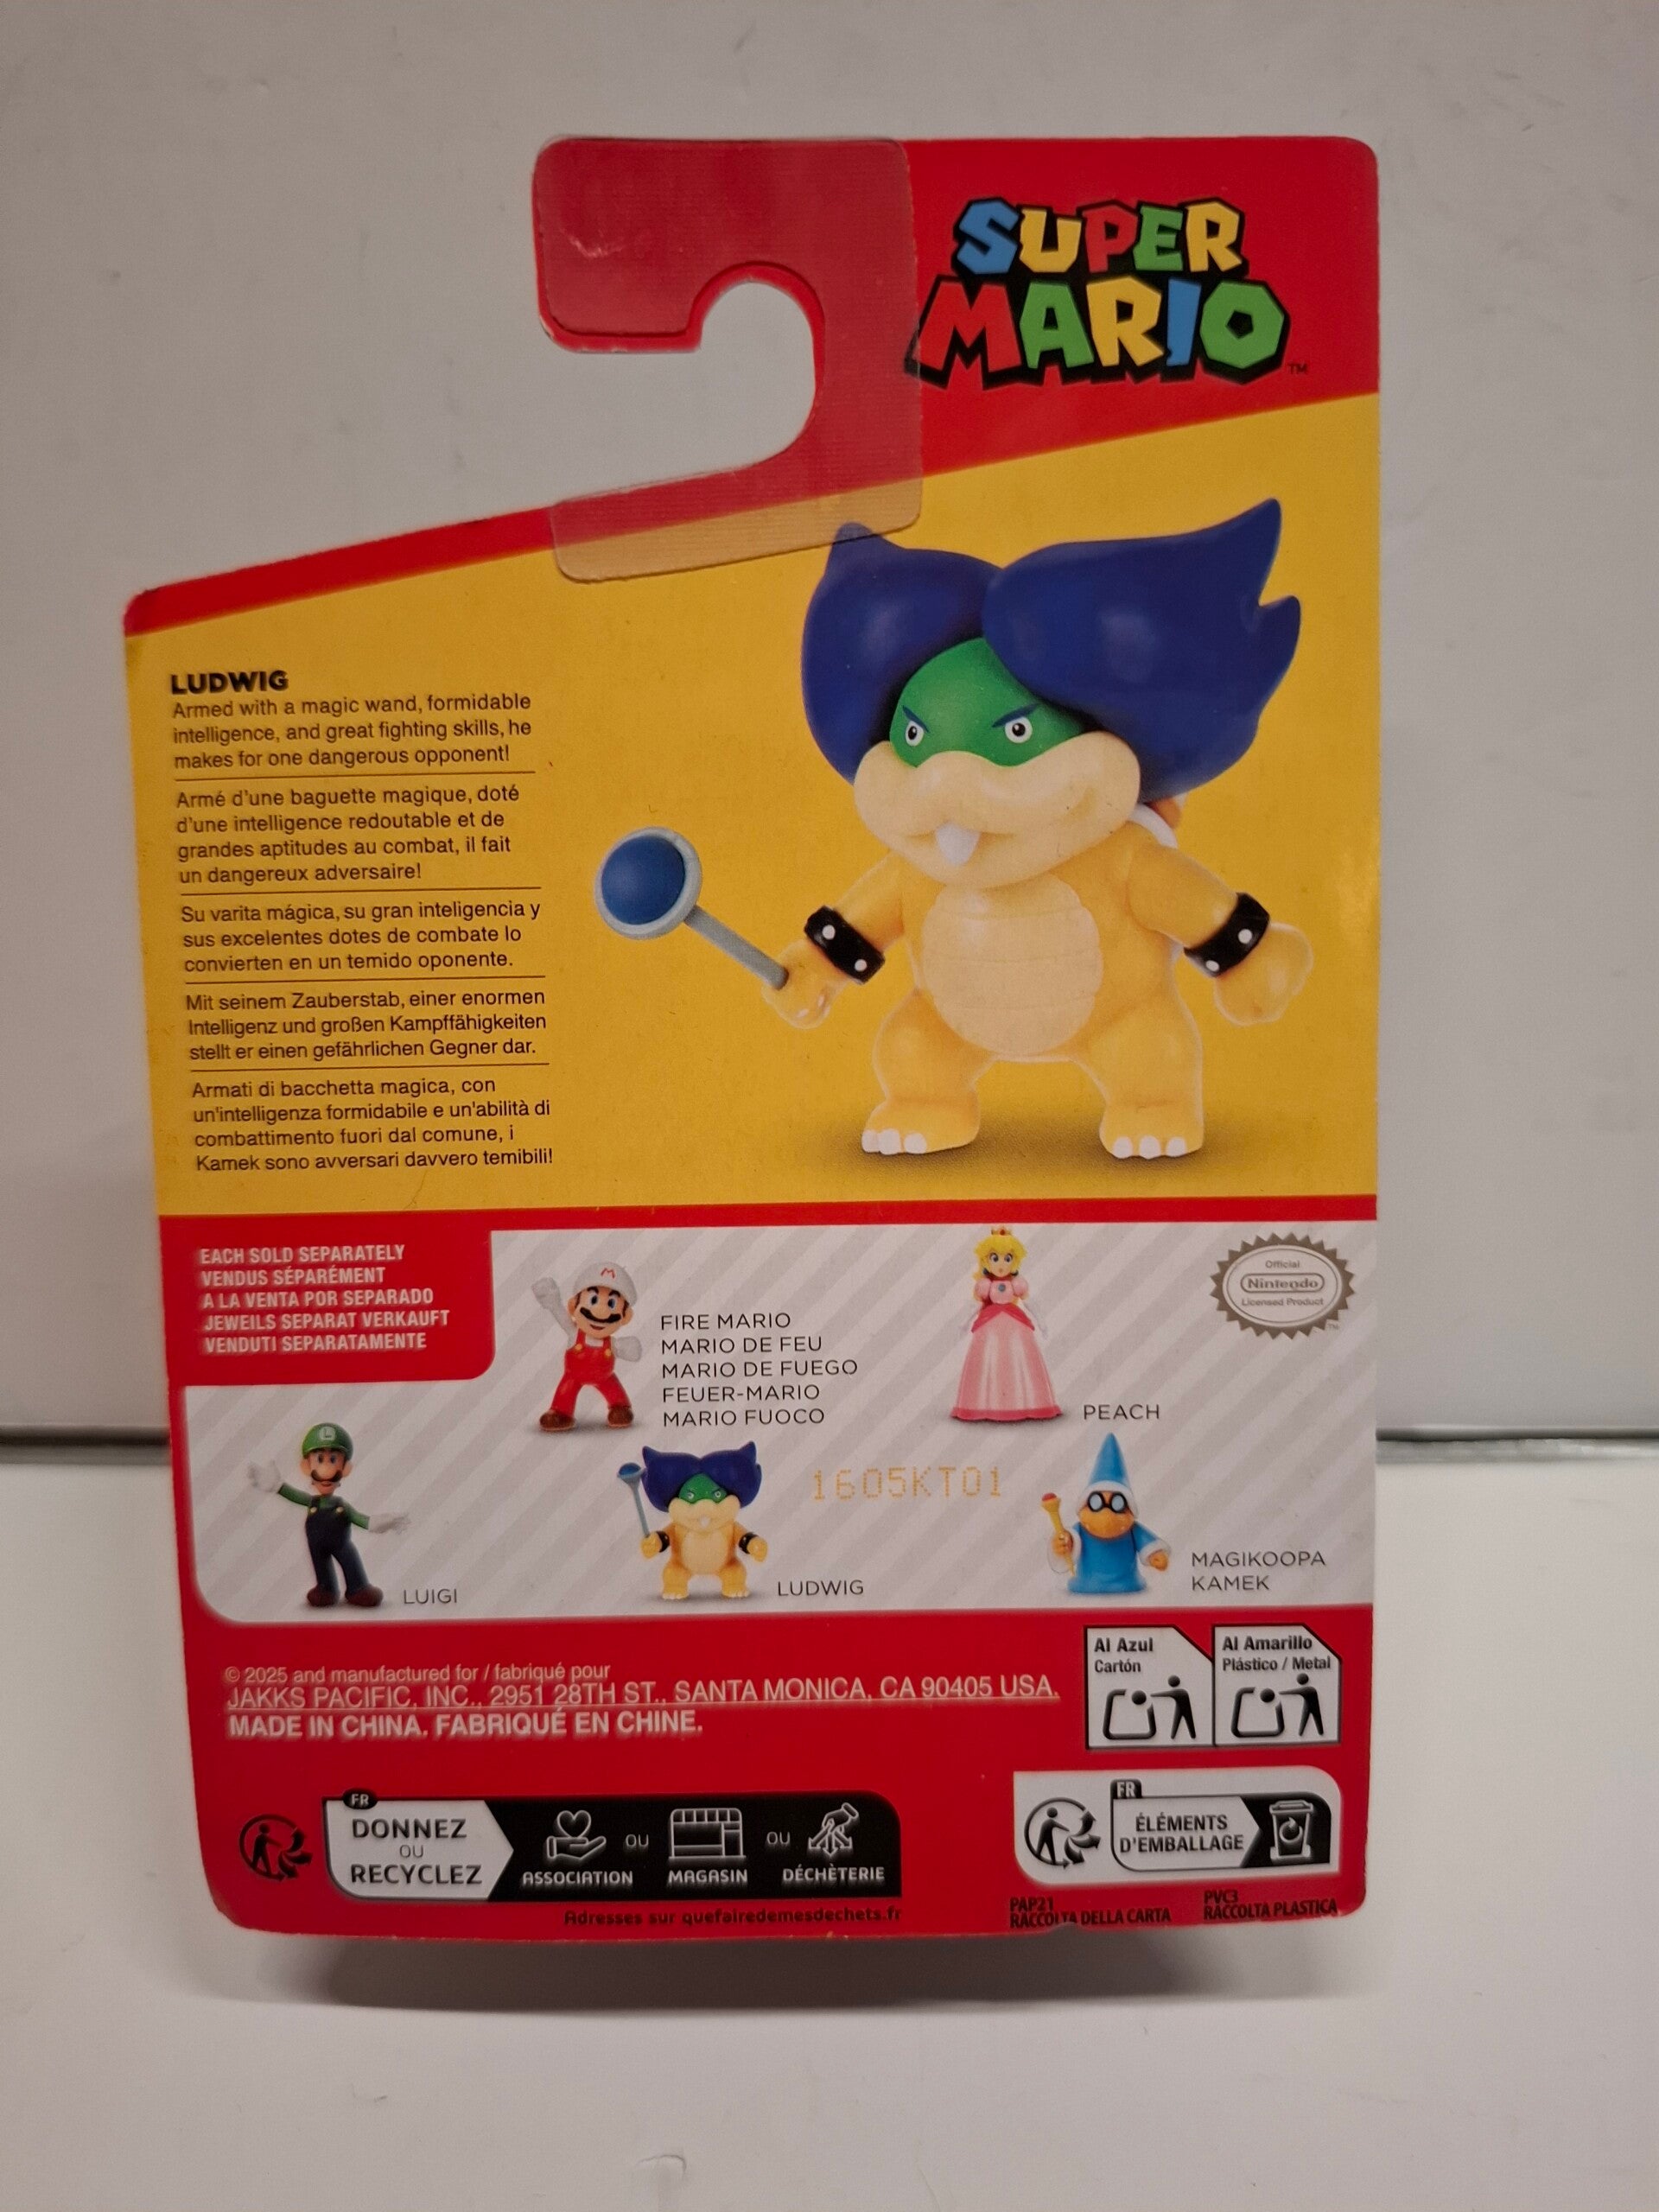 SUPER
MARIO™
LUDWIG
Armed with a magic wand, formidable
intelligence, and great fighting skills, he
makes for one dangerous opponent!
Armé d'une baguette magique, doté
d'une intelligence redoutable et de
grandes aptitudes au combat, il fait
un dangereux adversaire!
Su varita mágica, su gran inteligencia y
sus excelentes dotes de combate lo
convierten en un temido oponente.
Mit seinem Zauberstab, einer enormen
Intelligenz und großen Kampffähigkeiten
stellt er einen gefährlichen Gegner dar.
Armati di bacchetta magica, con
un'intelligenza formidabile e un'abilità di
combattimento fuori dal comune, i
Kamek sono avversari davvero temibili!
EACH SOLD SEPARATELY
VENDUS SÉPARÉMENT
A LA VENTA POR SEPARADO
JEWEILS SEPARAT VERKAUFT
VENDUTI SEPARATAMENTE
M
FIRE MARIO
MARIO DE FEU
MARIO DE FUEGO
FEUER-MARIO
MARIO FUOCO
PEACH
Official
Nintendo
Licensed Product
™
L
LUIGI
LUDWIG
1605KT01
MAGIKOOPA
KAMEK
© 2025 and manufactured for / fabriqué pour
JAKKS PACIFIC, INC., 2951 28TH ST., SANTA MONICA, CA 90405 USA.
MADE IN CHINA. FABRIQUÉ EN CHINE.
Al Azul
Cartón
Al Amarillo
Plástico / Metal
FR
DONNEZ
OU
RECYCLEZ
ASSOCIATION
OU
MAGASIN
OU
DÉCHÈTERIE
Adresses sur quefairedemesdechets.fr
FR
ÉLÉMENTS
D'EMBALLAGE
PAP21
RACCOLTA DELLA CARTA
PVC3
RACCOLTA PLASTICA